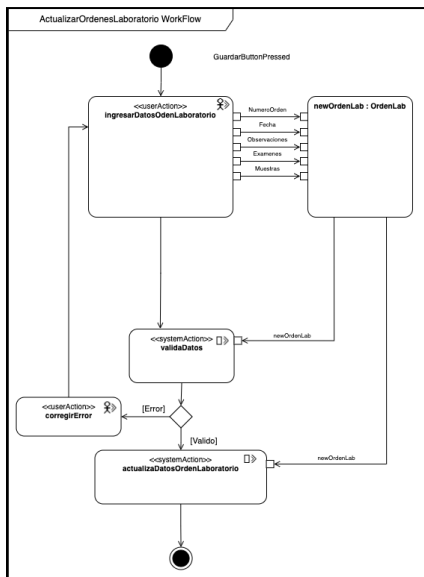 ActualizarOrdenesLaboratorio WorkFlow
GuardarButtonPressed
<<userAction>>
ingresarDatosOdenLaboratorio
NumeroOrden
Fecha
Observaciones
Examenes
Muestras
newOrdenLab : OrdenLab
<<systemAction>>
validaDatos
newOrdenLab
<<userAction>>
corregirError
[Error]
[Valido]
<<systemAction>>
actualizaDatosOrdenLaboratorio
newOrdenLab